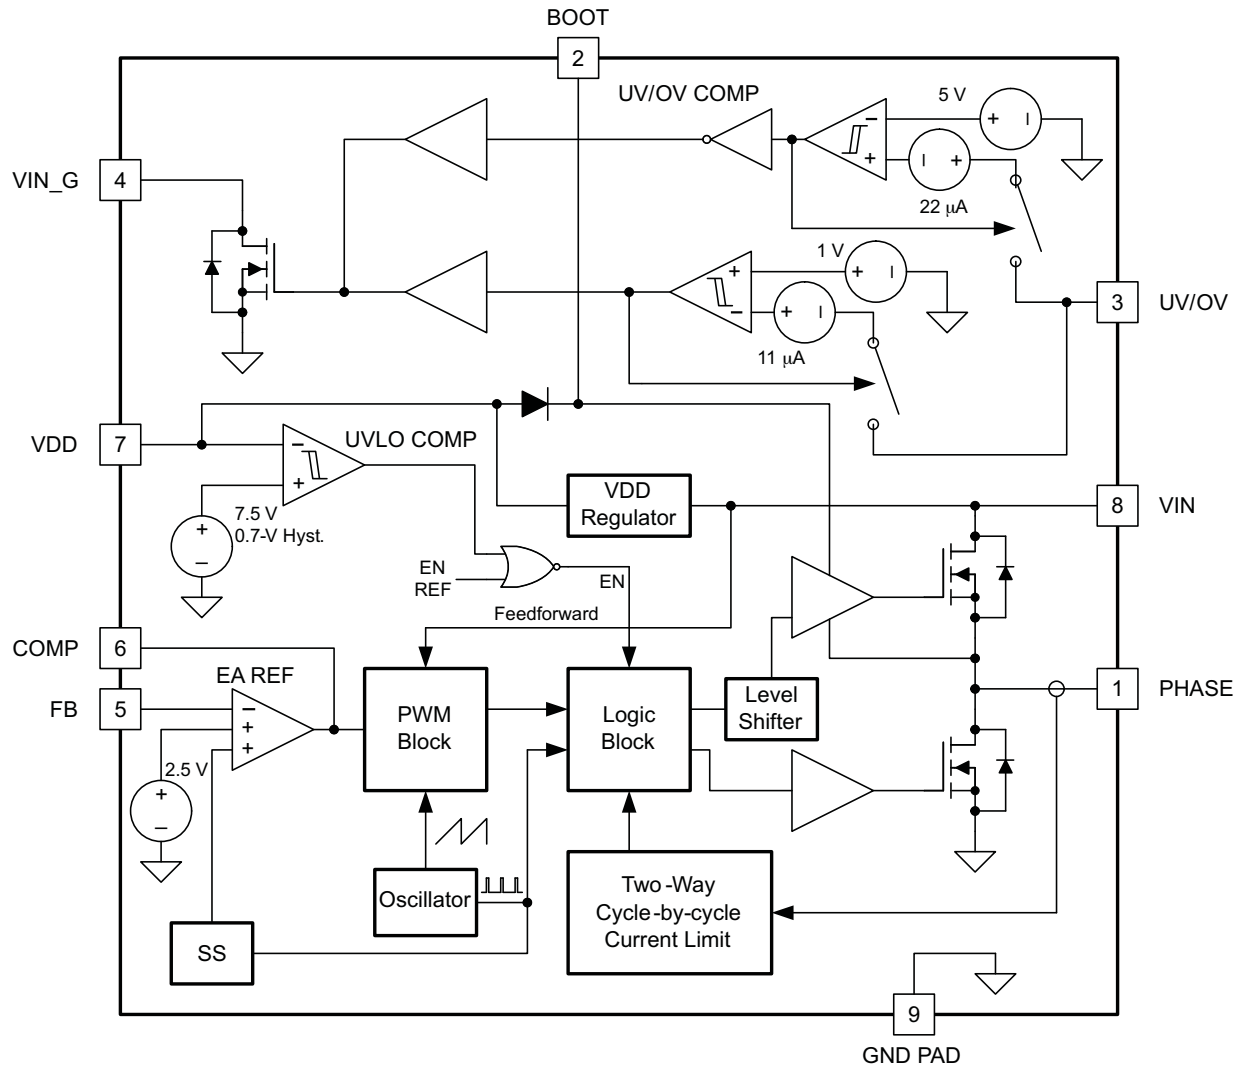 BOOT
2
UV/OV COMP
5 V
+
−
−
+
−
+
22 μA
VIN_G
4
1 V
+
−
+
−
+
−
11 μA
3
UV/OV
VDD
7
UVLO COMP
−
+
7.5 V
0.7-V Hyst.
+
−
VDD
Regulator
8
VIN
EN
REF
EN
Feedforward
COMP
6
EA REF
FB
5
−
+
+
2.5 V
+
−
PWM
Block
Logic
Block
Level
Shifter
1
PHASE
Oscillator
Two-Way
Cycle-by-cycle
Current Limit
SS
9
GND PAD